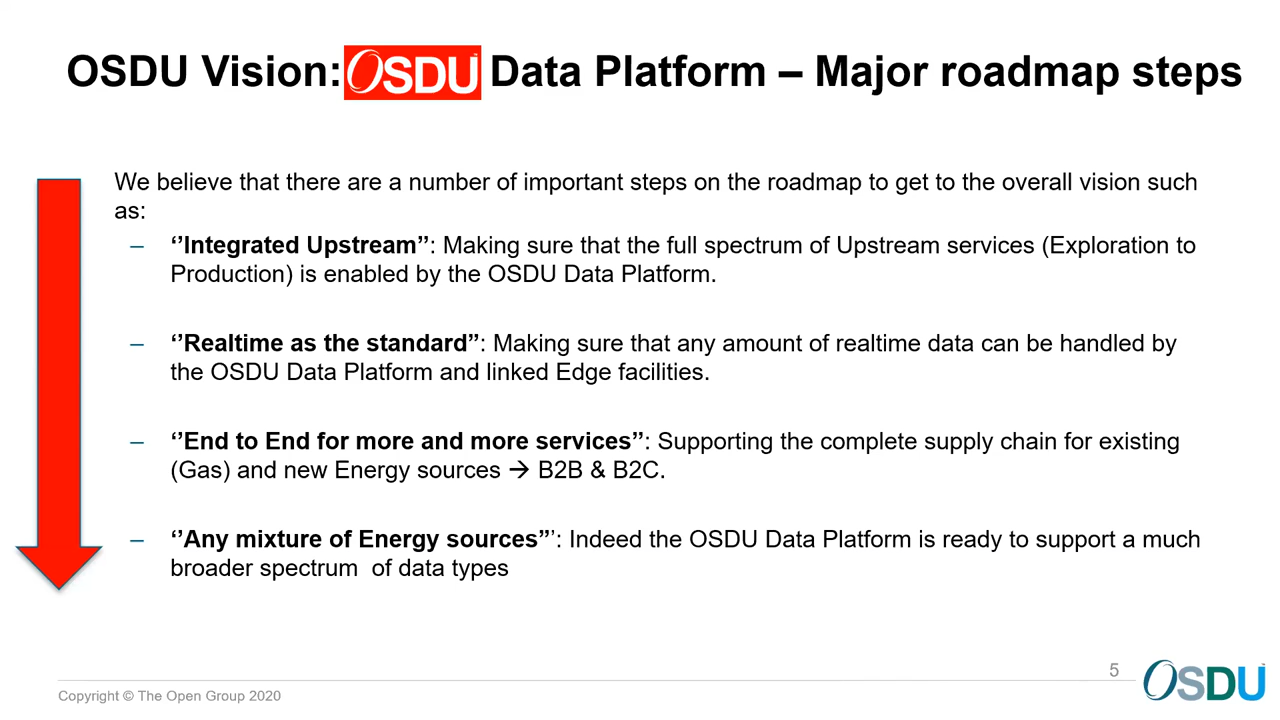 OSDU Vision: OSDU Data Platform – Major roadmap steps
We believe that there are a number of important steps on the roadmap to get to the overall vision such
as:
– ‘’Integrated Upstream’’: Making sure that the full spectrum of Upstream services (Exploration to
Production) is enabled by the OSDU Data Platform.
– ‘’Realtime as the standard’’: Making sure that any amount of realtime data can be handled by
the OSDU Data Platform and linked Edge facilities.
– ‘’End to End for more and more services’’: Supporting the complete supply chain for existing
(Gas) and new Energy sources → B2B & B2C.
– ‘’Any mixture of Energy sources’’’: Indeed the OSDU Data Platform is ready to support a much
broader spectrum  of data types
5
Copyright © The Open Group 2020
OSDU